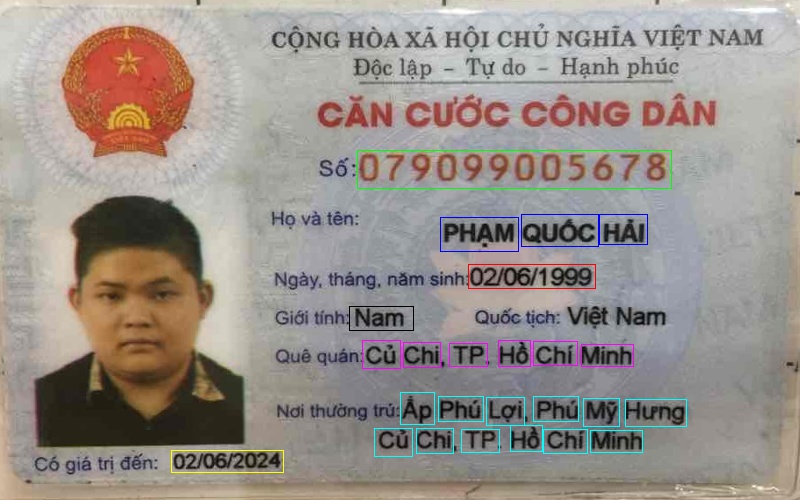 CỘNG HÒA XÃ HỘI CHỦ NGHĨA VIỆT NAM
Độc lập - Tự do - Hạnh phúc
CĂN CƯỚC CÔNG DÂN
Số: 079099005678
Họ và tên: PHẠM QUỐC HẢI
Ngày, tháng, năm sinh: 02/06/1999
Giới tính: Nam Quốc tịch: Việt Nam
Quê quán: Củ Chi, TP. Hồ Chí Minh
Nơi thường trú: Ấp Phú Lợi, Phú Mỹ Hưng
Củ Chi, TP. Hồ Chí Minh
Có giá trị đến: 02/06/2024